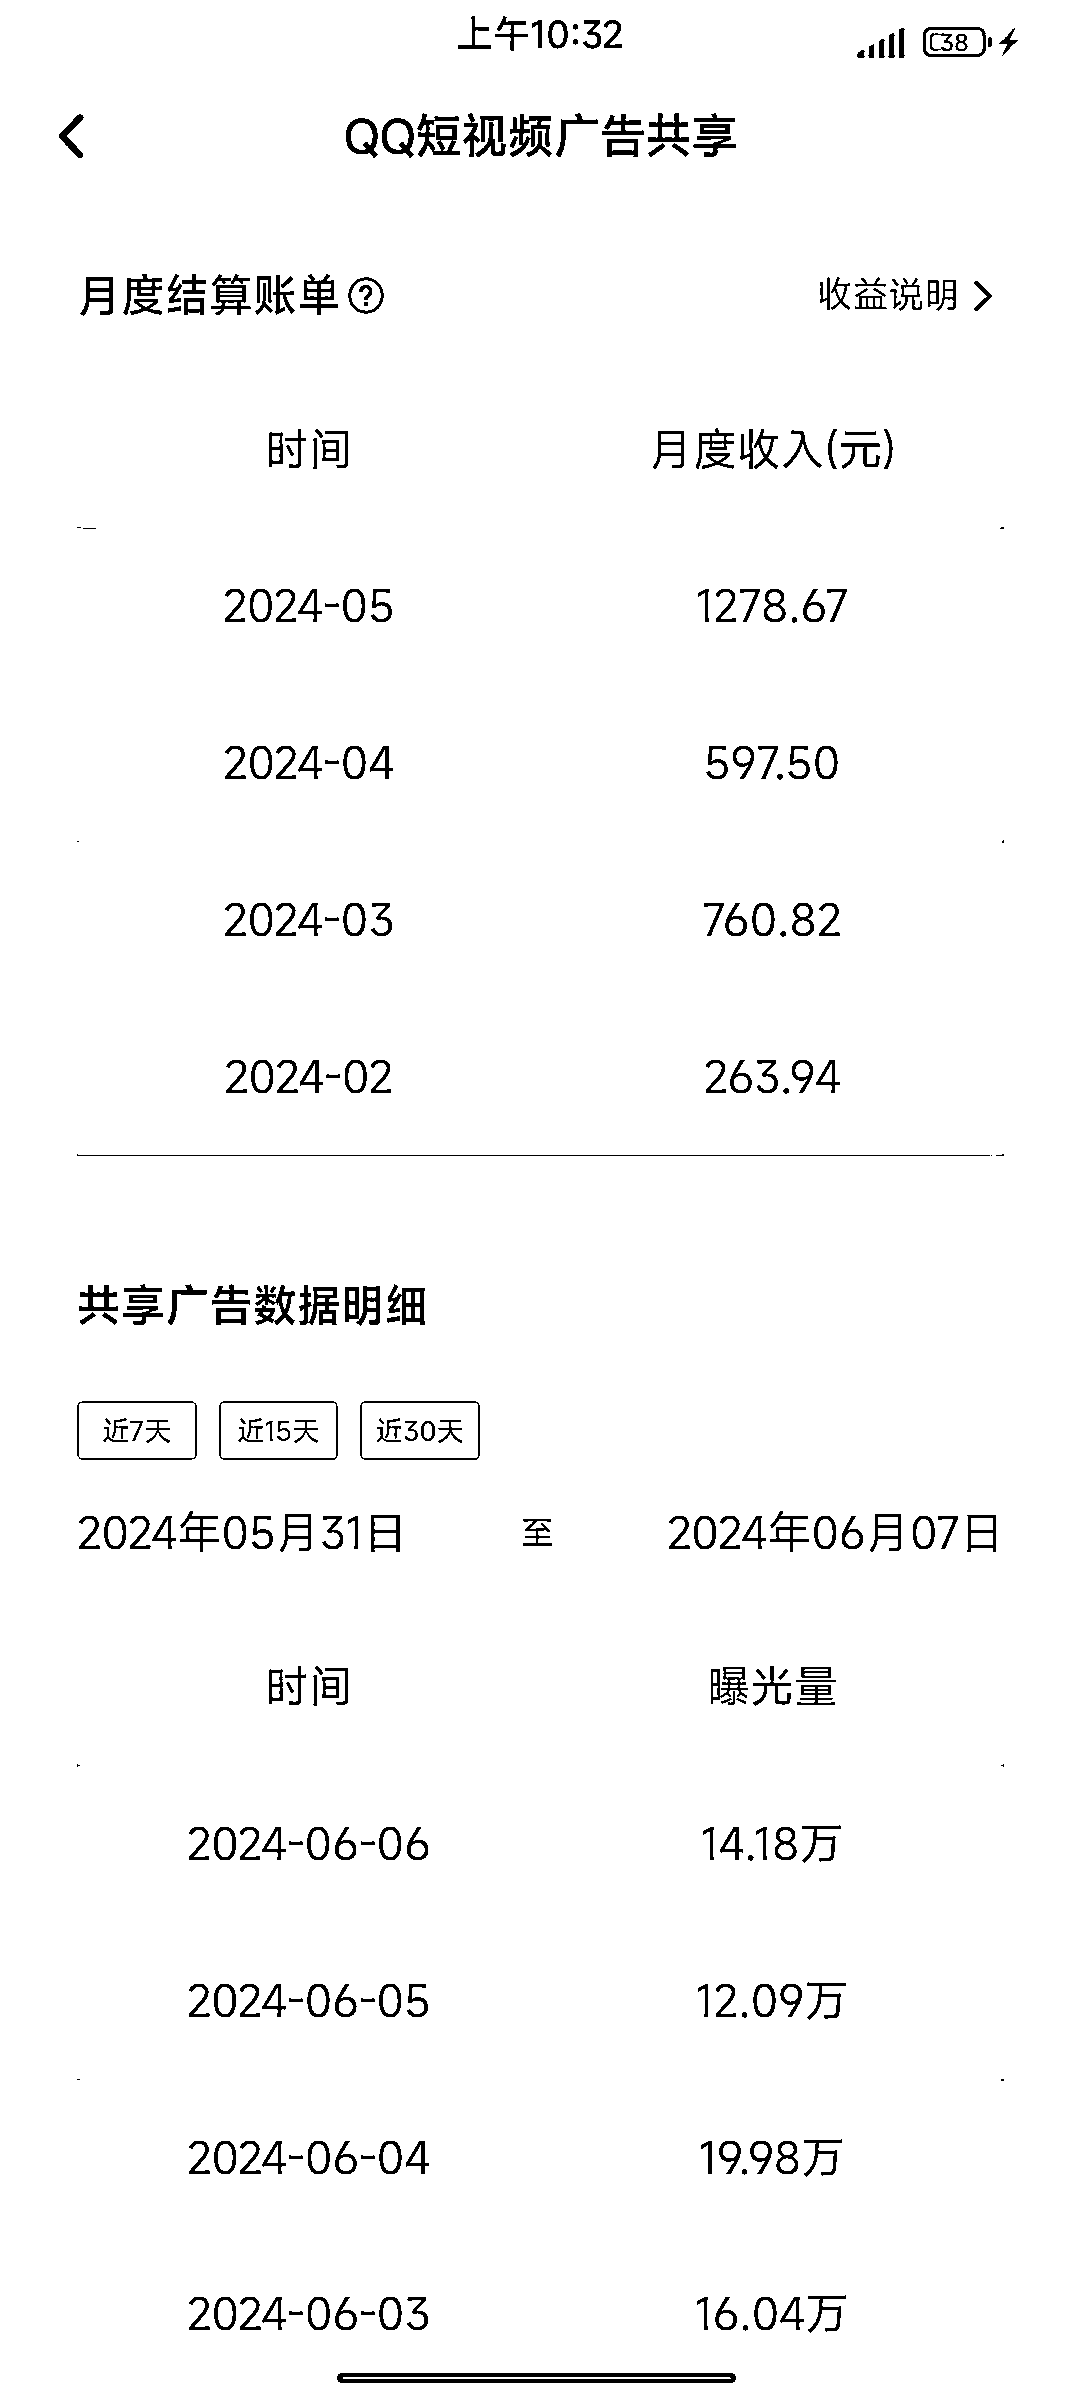 上午10:32 38
QQ短视频广告共享
月度结算账单? 收益说明 >
时间 月度收入(元)
2024-05 1278.67
2024-04 597.50
2024-03 760.82
2024-02 263.94
共享广告数据明细
近7天 近15天 近30天
2024年05月31日 至 2024年06月07日
时间 曝光量
2024-06-06 14.18万
2024-06-05 12.09万
2024-06-04 19.98万
2024-06-03 16.04万